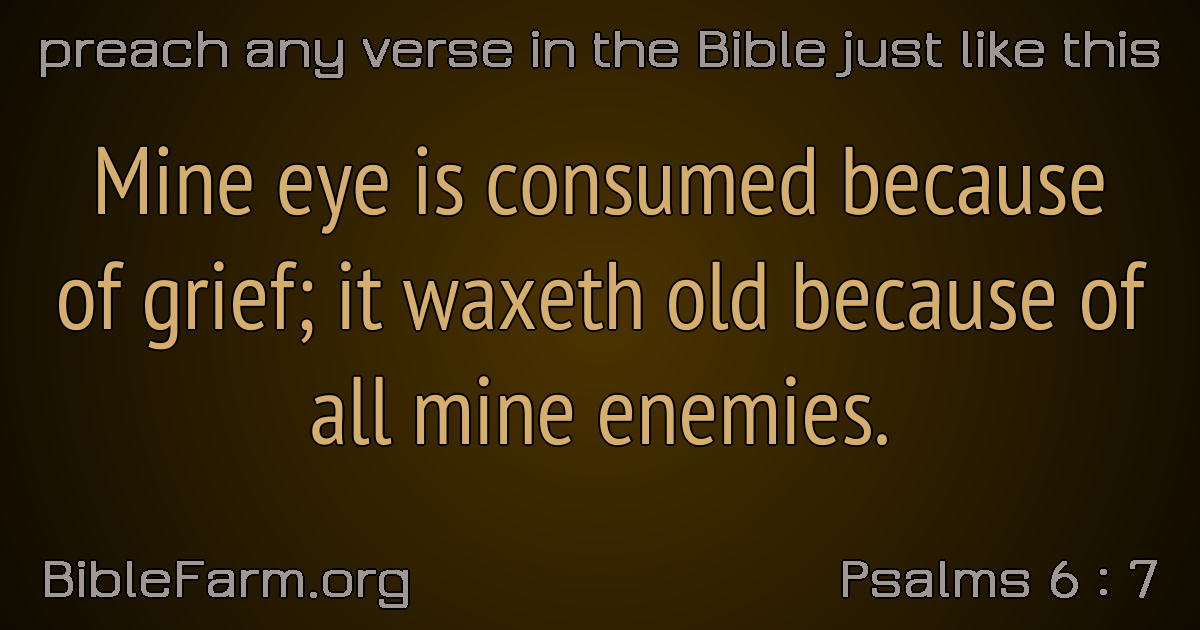 preach any verse in the Bible just like this
Mine eye is consumed because
of grief; it waxeth old because of
all mine enemies.
BibleFarm.org
Psalms 6 : 7